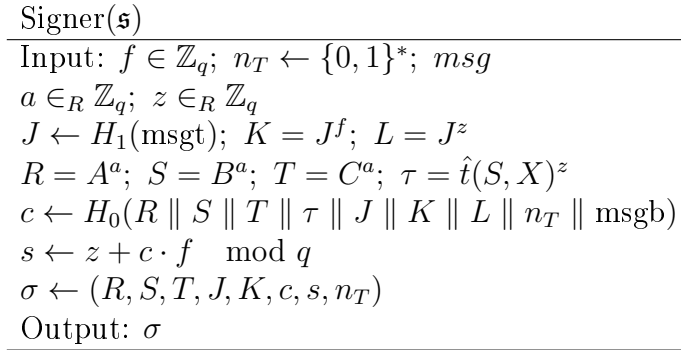 Signer(𝔰)
Input: f ∈ ℤ_q; n_T ← {0, 1}*; msg
a ∈_R ℤ_q; z ∈_R ℤ_q
J ← H_1(msgt); K = J^f; L = J^z
R = A^a; S = B^a; T = C^a; τ = t̂(S, X)^z
c ← H_0(R ∥ S ∥ T ∥ τ ∥ J ∥ K ∥ L ∥ n_T ∥ msgb)
s ← z + c · f mod q
σ ← (R, S, T, J, K, c, s, n_T)
Output: σ